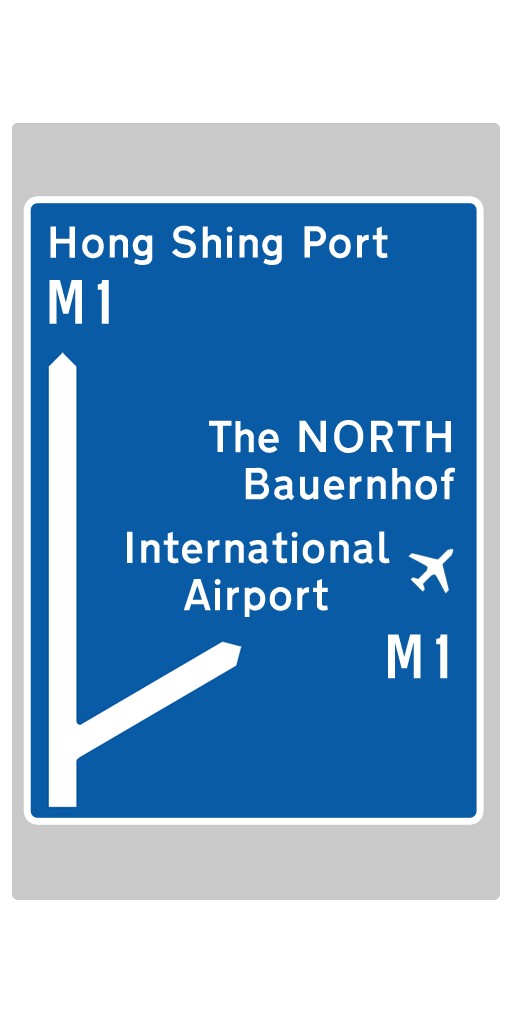 Hong Shing Port
M1
The NORTH
Bauernhof
International
Airport
M1